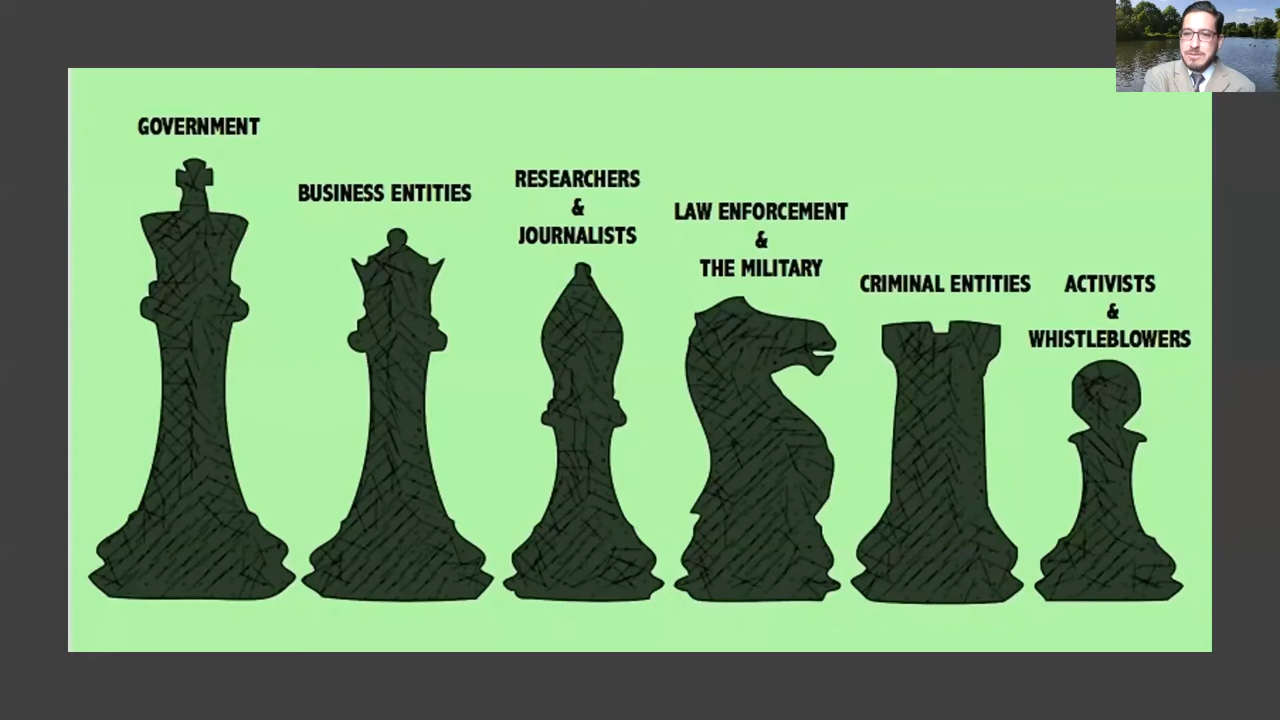 GOVERNMENT
BUSINESS ENTITIES
RESEARCHERS
&
JOURNALISTS
LAW ENFORCEMENT
&
THE MILITARY
CRIMINAL ENTITIES
ACTIVISTS
&
WHISTLEBLOWERS